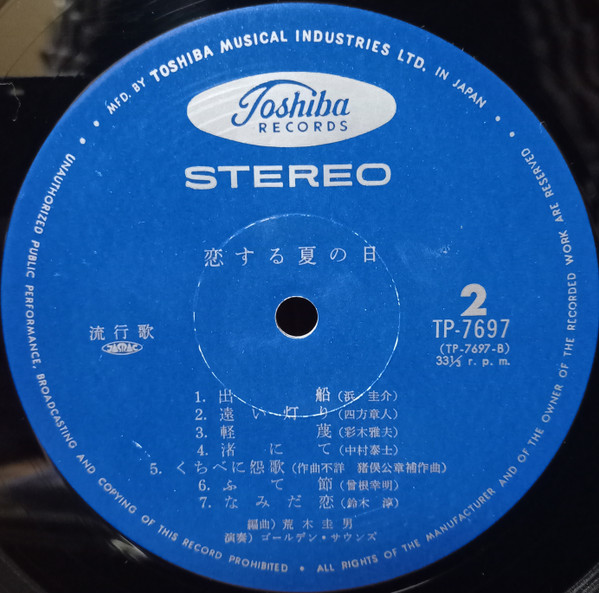 • • MFD. BY TOSHIBA MUSICAL INDUSTRIES LTD. IN JAPAN • •
Toshiba
RECORDS
STEREO
恋する夏の日
2
TP-7697
(TP-7697-B)
33⅓ r. p. m.
流行歌
JASRAC
1. 出船(浜 圭介)
2. 遠い灯り(四方章人)
3. 軽蔑(彩木雅夫)
4. 渚にて(中村泰士)
5. くちべに怨歌(作曲不詳 猪俣公章補作曲)
6. ふて節(曽根幸明)
7. なみだ恋(鈴木 淳)
編曲) 荒木圭男
演奏) ゴールデン・サウンズ
UNAUTHORIZED PUBLIC PERFORMANCE, BROADCASTING AND COPYING OF THIS RECORD PROHIBITED • ALL RIGHTS OF THE MANUFACTURER AND OF THE OWNER OF THE RECORDED WORK ARE RESERVED